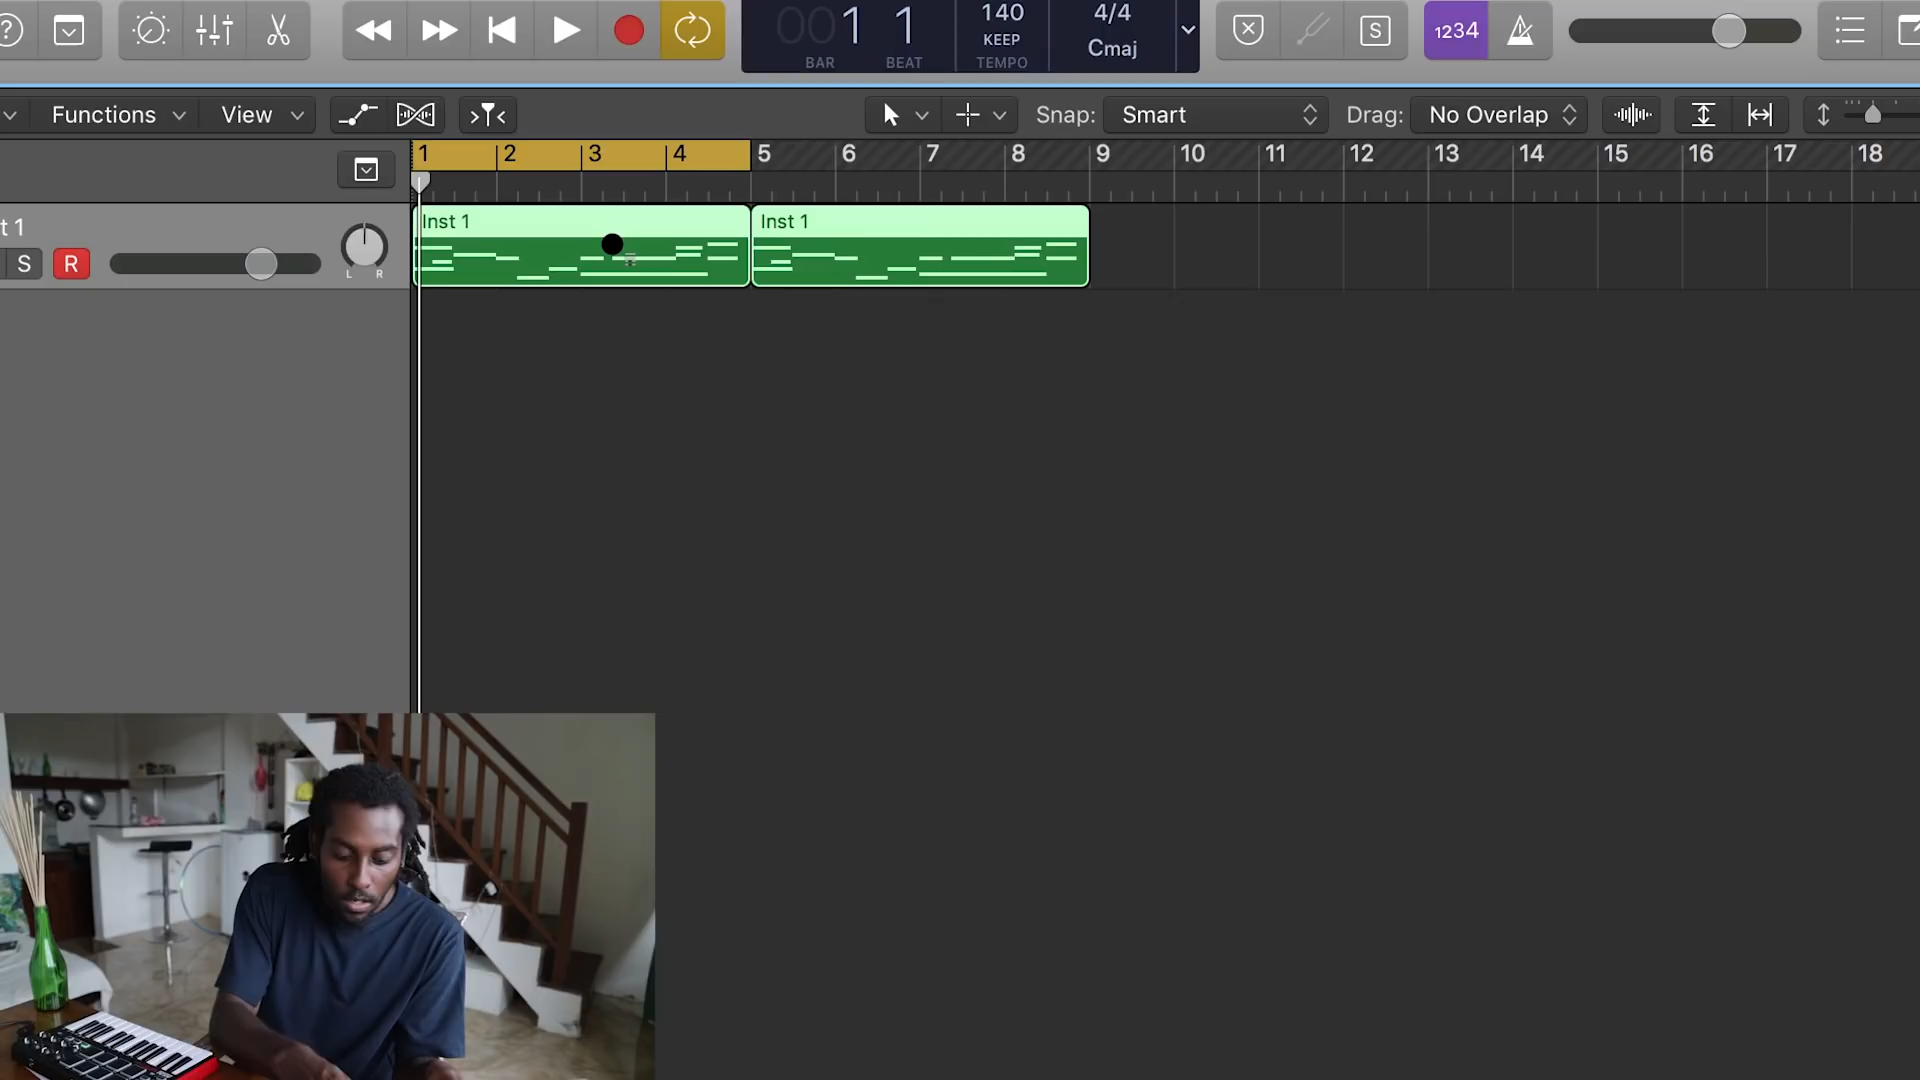 ?
001 1
BAR BEAT
140
KEEP
TEMPO
4/4
Cmaj
S
1234
Functions View
Snap: Smart
Drag: No Overlap
1 2 3 4 5 6 7 8 9 10 11 12 13 14 15 16 17 18
t 1
S R
L R
Inst 1
Inst 1